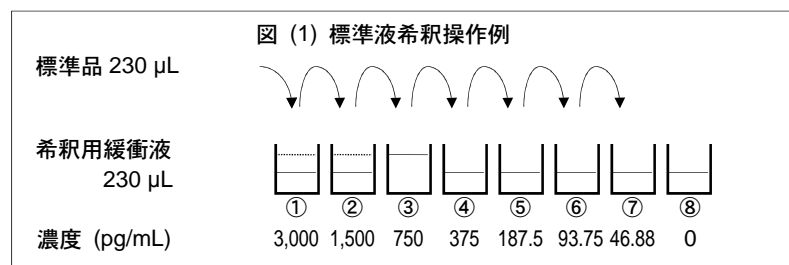 図 (1) 標準液希釈操作例
標準品 230 µL
希釈用緩衝液
230 µL
① ② ③ ④ ⑤ ⑥ ⑦ ⑧
濃度 (pg/mL) 3,000 1,500 750 375 187.5 93.75 46.88 0